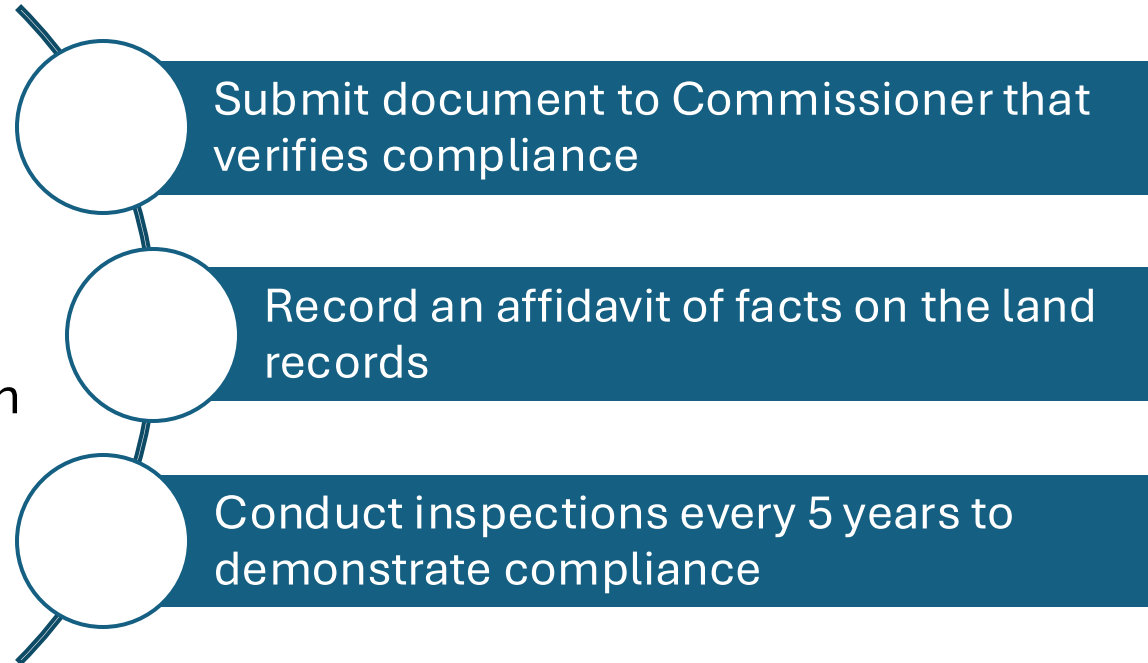 Submit document to Commissioner that
verifies compliance
Record an affidavit of facts on the land
records
n
Conduct inspections every 5 years to
demonstrate compliance